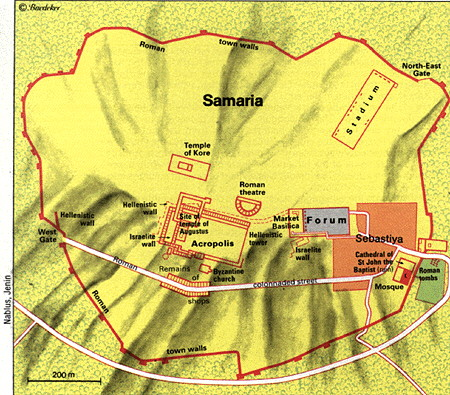 © Baedeker
Roman
town walls
North-East
Gate
Samaria
Stadium
Temple
of Kore
Roman
theatre
Hellenistic
wall
Site of
Temple of
Augustus
Market
Basilica
Forum
Hellenistic
wall
West
Gate
Israelite
wall
Acropolis
Hellenistic
tower
Israelite
wall
Sebastiya
Cathedral of
St John the
Baptist (ruin)
Mosque
Roman
tombs
Roman
Remains
of
shops
Byzantine
church
colonnaded street
Nablus, Jenin
Roman
town walls
200 m